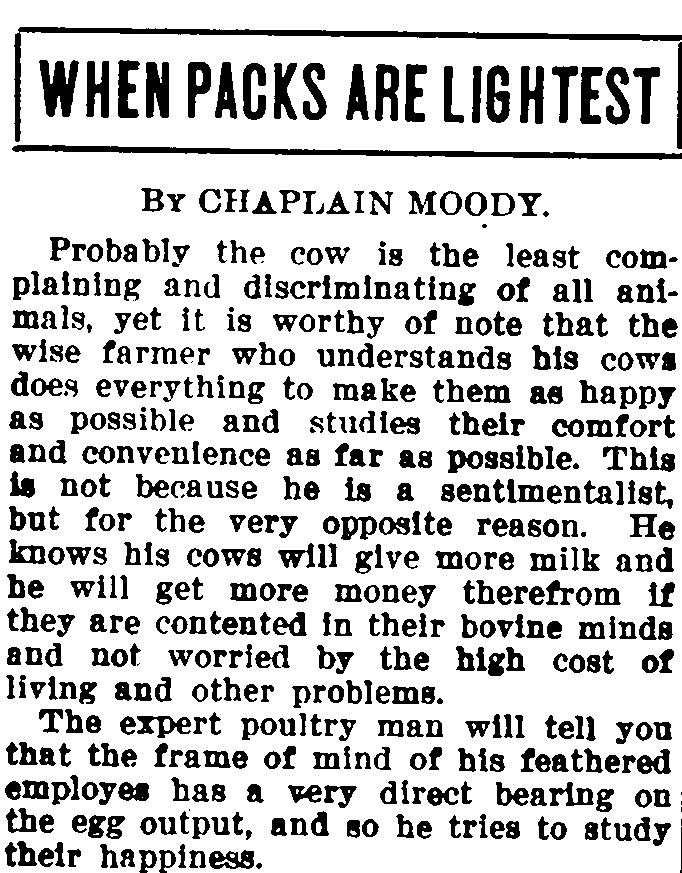 WHEN PACKS ARE LIGHTEST
BY CHAPLAIN MOODY.
Probably the cow is the least com-
plaining and discriminating of all ani-
mals, yet it is worthy of note that the
wise farmer who understands his cows
does everything to make them as happy
as possible and studies their comfort
and convenience as far as possible. This
is not because he is a sentimentalist,
but for the very opposite reason. He
knows his cows will give more milk and
he will get more money therefrom if
they are contented in their bovine minds
and not worried by the high cost of
living and other problems.
The expert poultry man will tell you
that the frame of mind of his feathered
employes has a very direct bearing on
the egg output, and so he tries to study
their happiness.